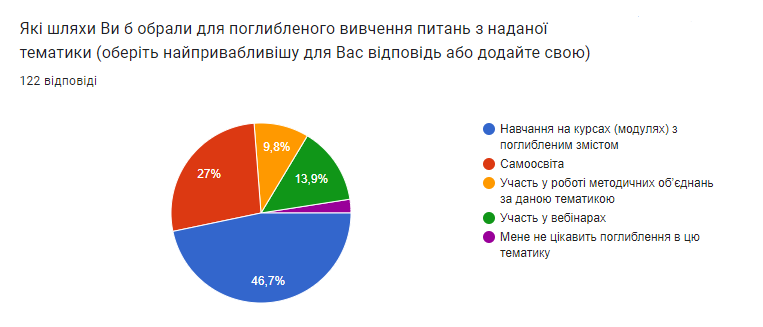 Які шляхи Ви б обрали для поглибленого вивчення питань з наданої
тематики (оберіть найпривабливішу для Вас відповідь або додайте свою)
122 відповіді
9,8%
13,9%
27%
46,7%
Навчання на курсах (модулях) з
поглибленим змістом
Самоосвіта
Участь у роботі методичних об'єднань
за даною тематикою
Участь у вебінарах
Мене не цікавить поглиблення в цю
тематику